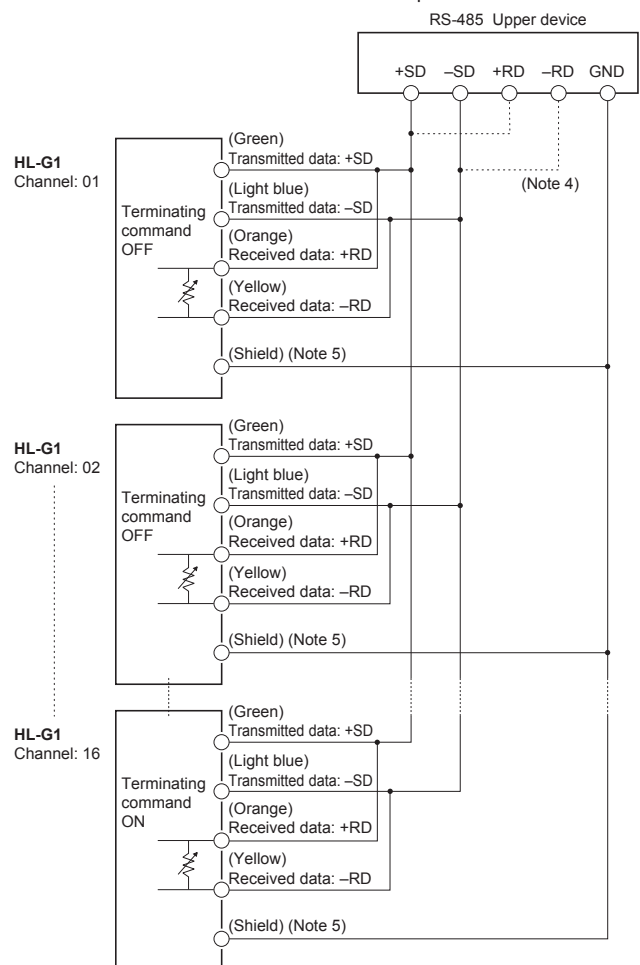 RS-485 Upper device
+SD –SD +RD –RD GND
(Note 4)
HL-G1
Channel: 01
Terminating
command
OFF
(Green)
Transmitted data: +SD
(Light blue)
Transmitted data: –SD
(Orange)
Received data: +RD
(Yellow)
Received data: –RD
(Shield) (Note 5)
HL-G1
Channel: 02
Terminating
command
OFF
(Green)
Transmitted data: +SD
(Light blue)
Transmitted data: –SD
(Orange)
Received data: +RD
(Yellow)
Received data: –RD
(Shield) (Note 5)
HL-G1
Channel: 16
Terminating
command
ON
(Green)
Transmitted data: +SD
(Light blue)
Transmitted data: –SD
(Orange)
Received data: +RD
(Yellow)
Received data: –RD
(Shield) (Note 5)